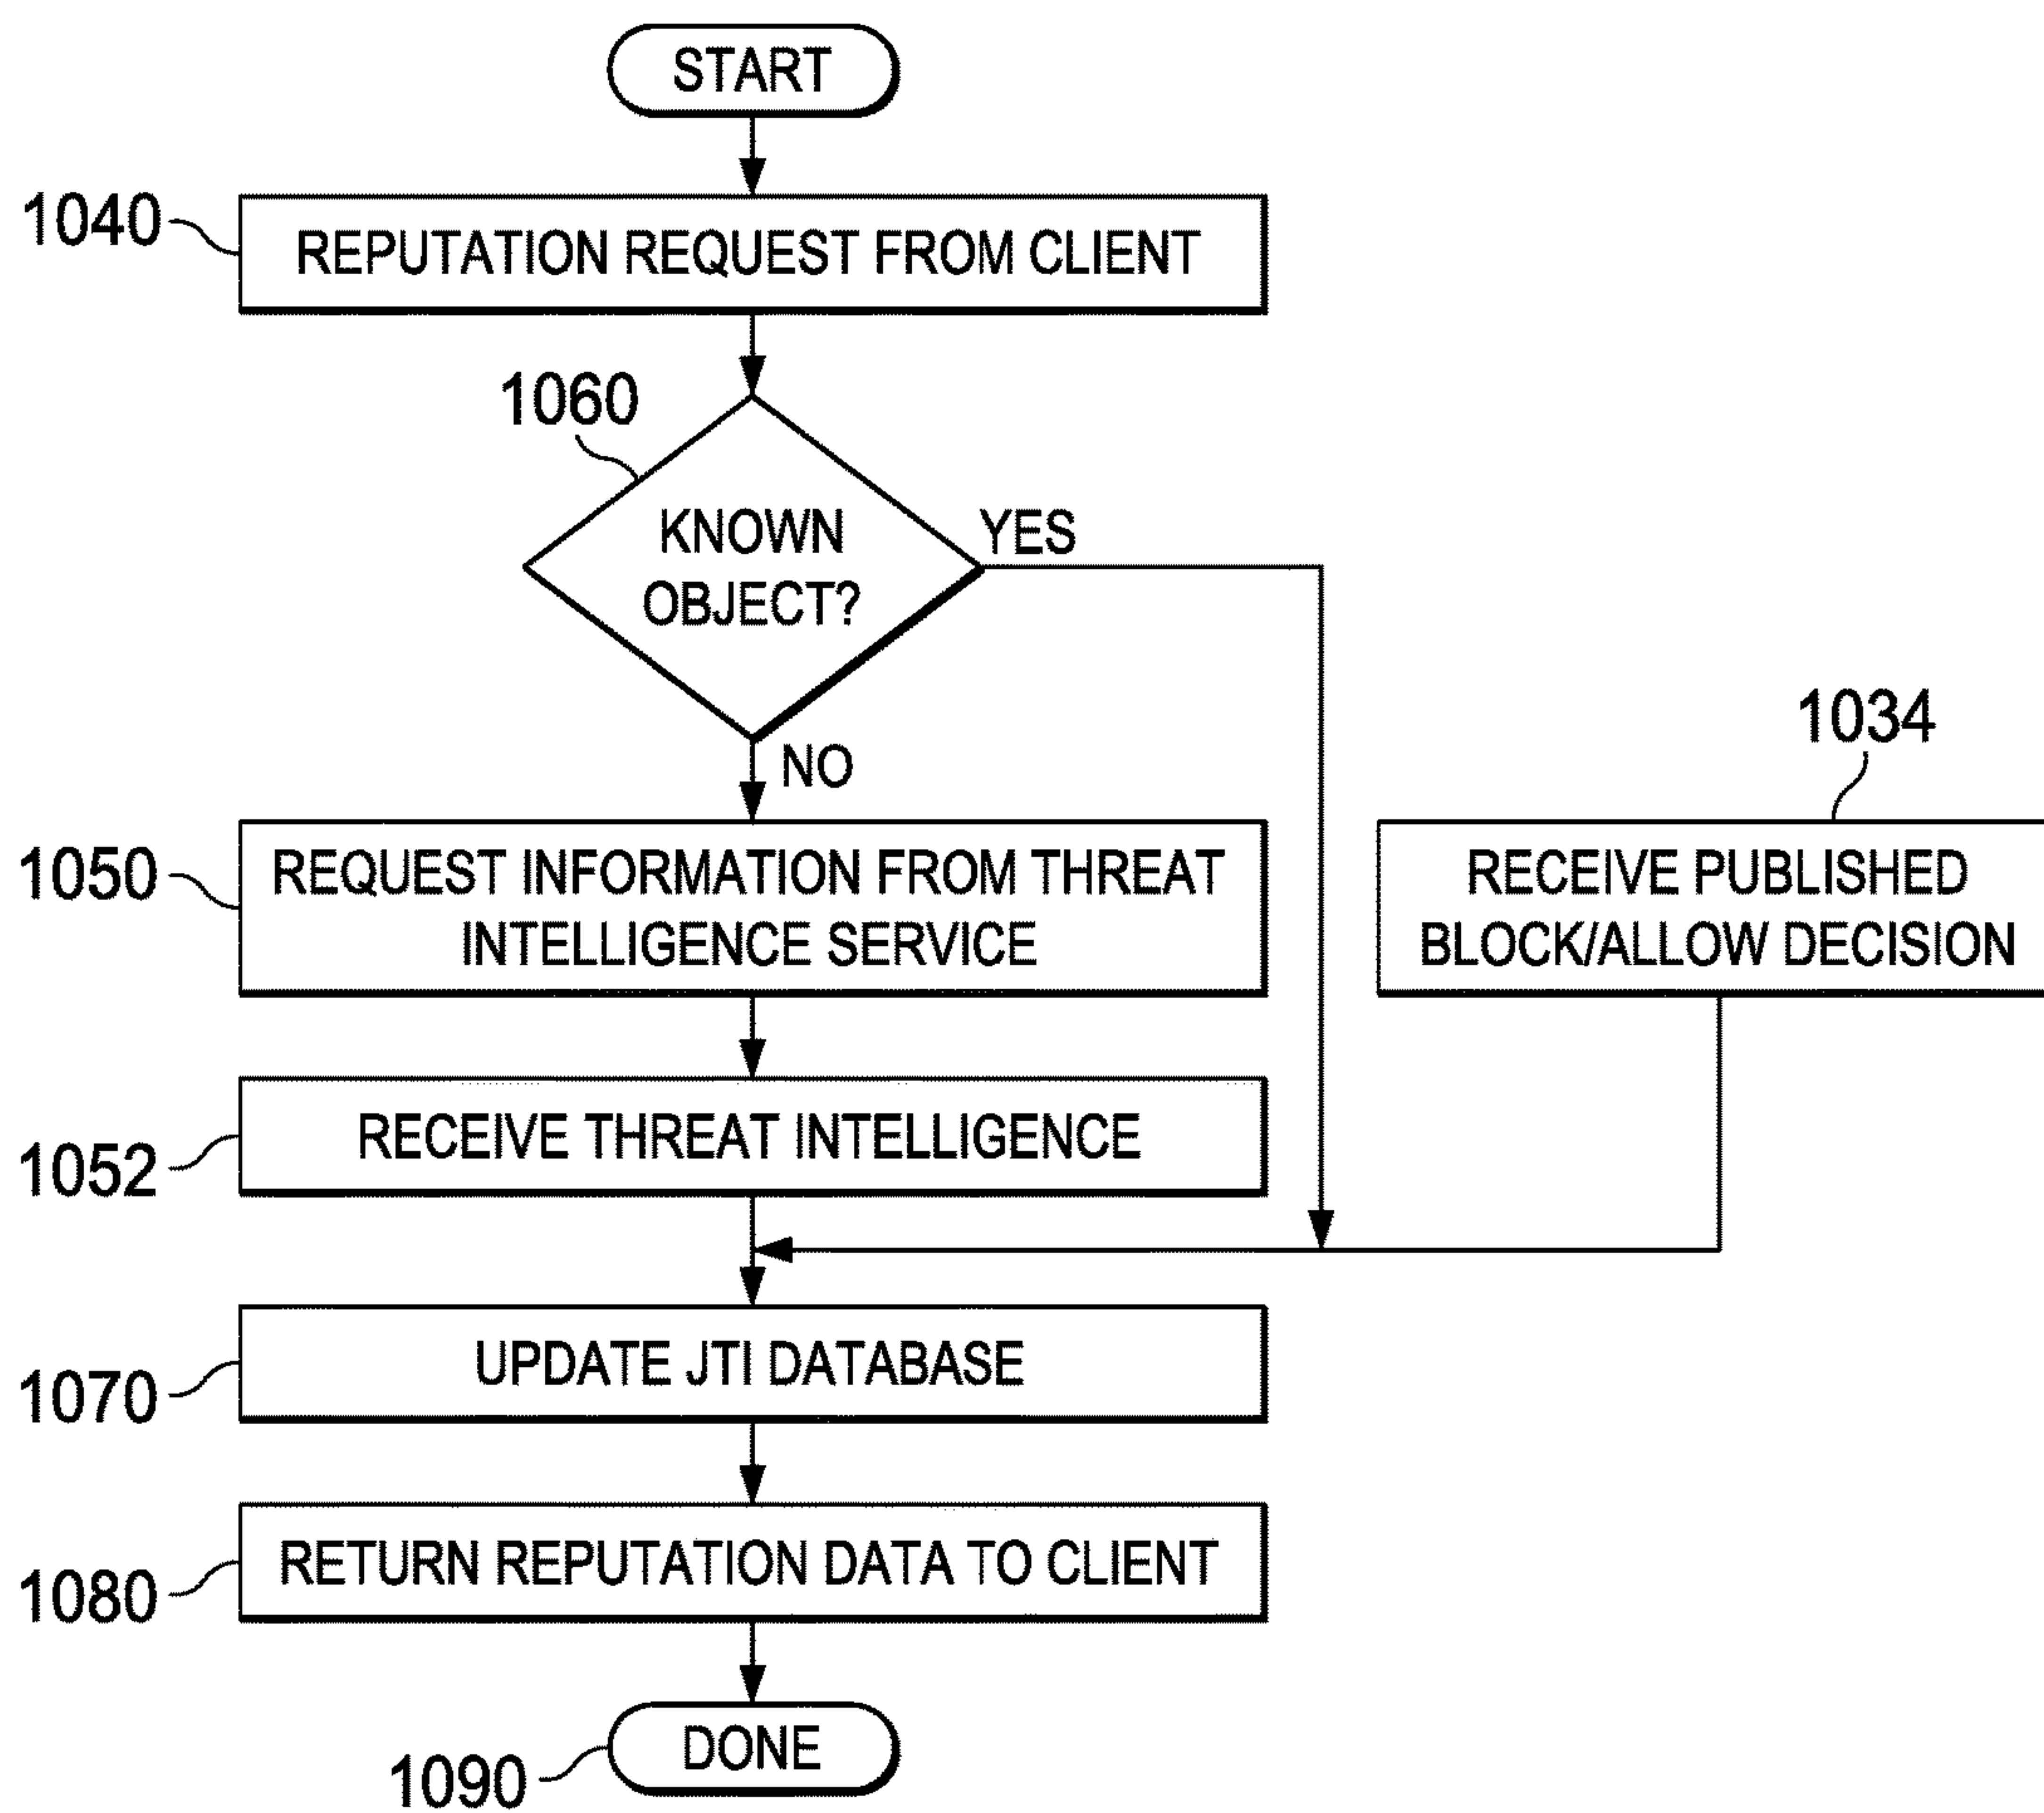 START
1040
REPUTATION REQUEST FROM CLIENT
1060
KNOWN
OBJECT?
YES
NO
1034
1050
REQUEST INFORMATION FROM THREAT
INTELLIGENCE SERVICE
RECEIVE PUBLISHED
BLOCK/ALLOW DECISION
1052
RECEIVE THREAT INTELLIGENCE
1070
UPDATE JTI DATABASE
1080
RETURN REPUTATION DATA TO CLIENT
1090
DONE